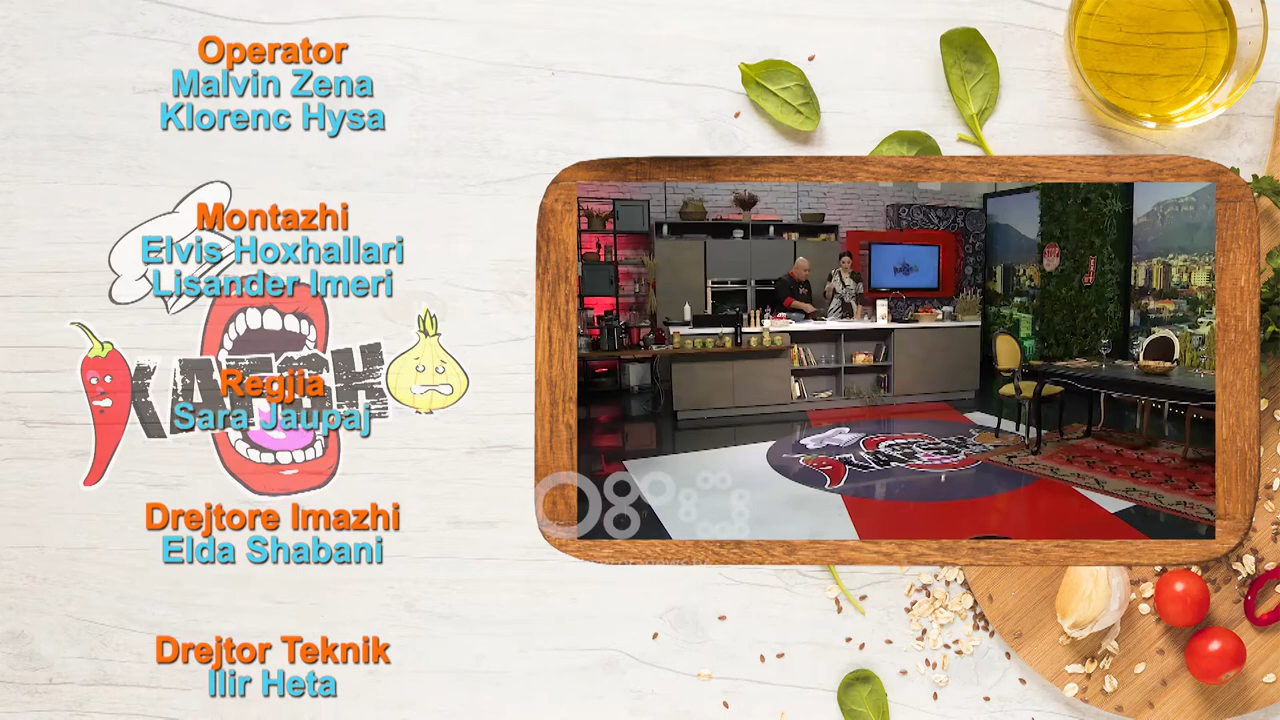 Operator
Malvin Zena
Klorenc Hysa
Montazhi
Elvis Hoxhallari
Lisander Imeri
Regjia
Sara Jaupaj
Drejtore Imazhi
Elda Shabani
Drejtor Teknik
Ilir Heta
STOP